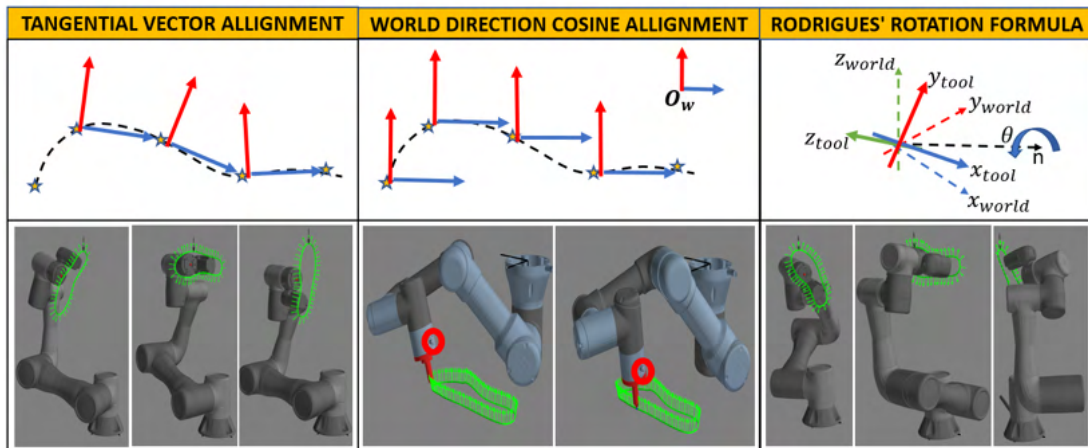 TANGENTIAL VECTOR ALLIGNMENT
WORLD DIRECTION COSINE ALLIGNMENT
RODRIGUES' ROTATION FORMULA
O_w
z_world
y_tool
y_world
z_tool
θ
n
x_tool
x_world